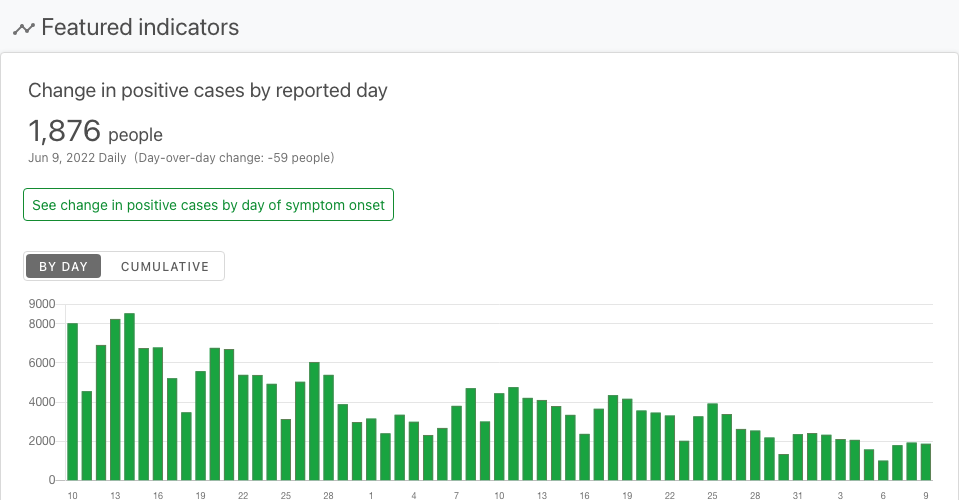 Featured indicators
Change in positive cases by reported day
1,876 people
Jun 9, 2022 Daily (Day-over-day change: -59 people)
See change in positive cases by day of symptom onset
BY DAY CUMULATIVE
9000
8000
6000
4000
2000
0
10 13 16 19 22 25 28 1 4 7 10 13 16 19 22 25 28 31 3 6 9